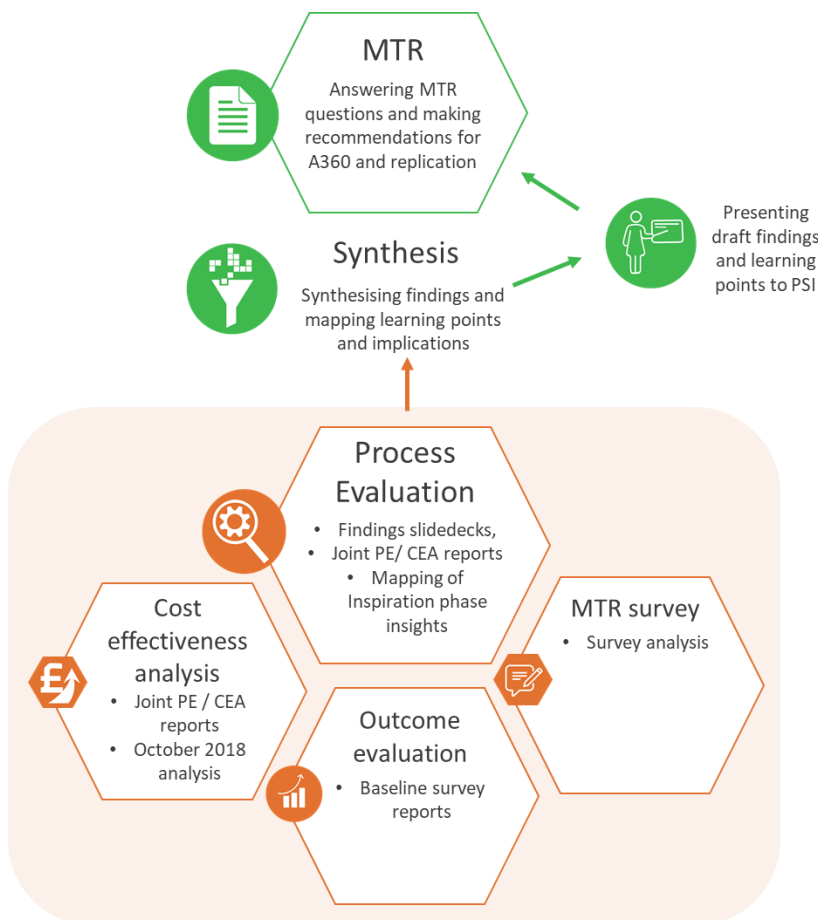 MTR
Answering MTR
questions and making
recommendations for
A360 and replication
Presenting
draft findings
and learning
points to PSI
Synthesis
Synthesising findings and
mapping learning points
and implications
Process
Evaluation
• Findings slidedecks,
• Joint PE/ CEA reports
• Mapping of
Inspiration phase
insights
Cost
effectiveness
analysis
• Joint PE / CEA
reports
• October 2018
analysis
MTR survey
• Survey analysis
Outcome
evaluation
• Baseline survey
reports
£